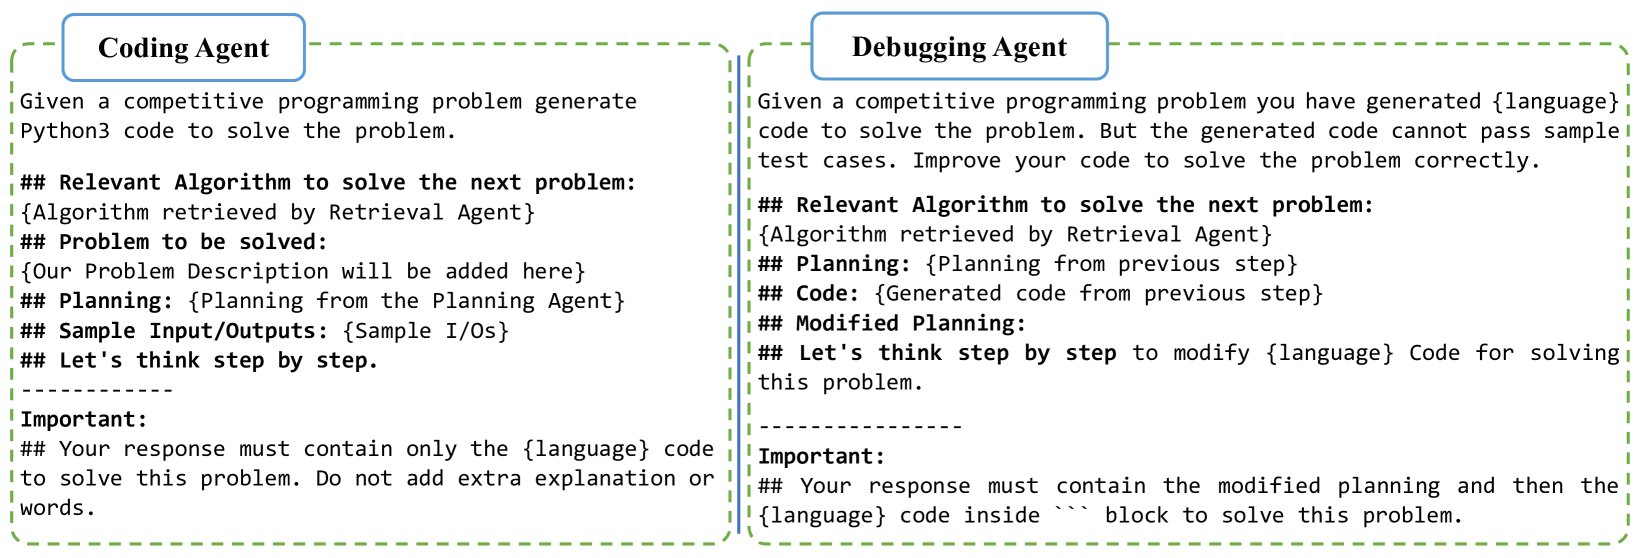 Coding Agent
Given a competitive programming problem generate
Python3 code to solve the problem.
## Relevant Algorithm to solve the next problem:
{Algorithm retrieved by Retrieval Agent}
## Problem to be solved:
{Our Problem Description will be added here}
## Planning: {Planning from the Planning Agent}
## Sample Input/Outputs: {Sample I/Os}
## Let's think step by step.
------------
Important:
## Your response must contain only the {language} code
to solve this problem. Do not add extra explanation or
words.
Debugging Agent
Given a competitive programming problem you have generated {language}
code to solve the problem. But the generated code cannot pass sample
test cases. Improve your code to solve the problem correctly.
## Relevant Algorithm to solve the next problem:
{Algorithm retrieved by Retrieval Agent}
## Planning: {Planning from previous step}
## Code: {Generated code from previous step}
## Modified Planning:
## Let's think step by step to modify {language} Code for solving
this problem.
----------------
Important:
## Your response must contain the modified planning and then the
{language} code inside ``` block to solve this problem.